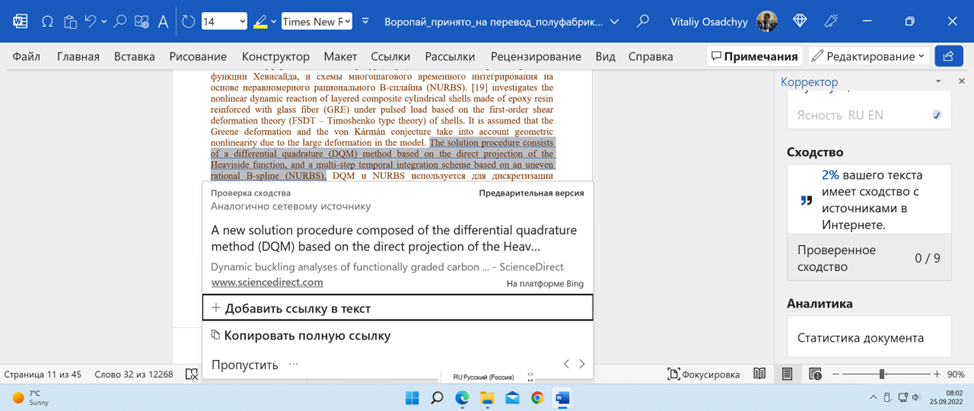 14
Times New F
Воропай_принято_на перевод_полуфабрик...
Vitaliy Osadchyy
Файл Главная Вставка Рисование Конструктор Макет Ссылки Рассылки Рецензирование Вид Справка
Примечания
Редактирование
функции Хевисайда, и схемы многошагового временного интегрирования на
основе неравномерного рационального B-сплайна (NURBS). [19] investigates the
nonlinear dynamic reaction of layered composite cylindrical shells made of epoxy resin
reinforced with glass fiber (GRE) under pulsed load based on the first-order shear
deformation theory (FSDT – Timoshenko type theory) of shells. It is assumed that the
Greene deformation and the von Kármán conjecture take into account geometric
nonlinearity due to the large deformation in the model. The solution procedure consists
of a differential quadrature (DQM) method based on the direct projection of the
Heaviside function, and a multi-step temporal integration scheme based on an uneven
rational B-spline (NURBS). DQM и NURBS используется для дискретизации
Проверка сходства
Предварительная версия
Аналогично сетевому источнику
A new solution procedure composed of the differential quadrature
method (DQM) based on the direct projection of the Heav...
Dynamic buckling analyses of functionally graded carbon ... - ScienceDirect
www.sciencedirect.com
На платформе Bing
Добавить ссылку в текст
Копировать полную ссылку
Пропустить ...
Корректор
Ясность RU EN
Сходство
2% вашего текста
имеет сходство с
источниками в
Интернете.
Проверенное
сходство
0 / 9
Аналитика
Статистика документа
Страница 11 из 45 Слово 32 из 12268
RU Русский (Россия)
Фокусировка
90%
7°C
Sunny
08:02
25.09.2022